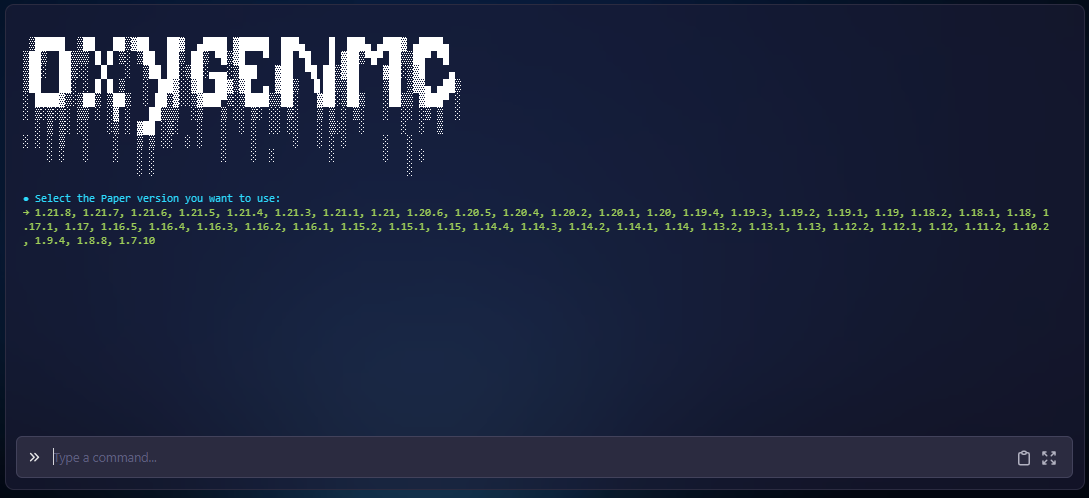 OXYGENMC
● Select the Paper version you want to use:
→ 1.21.8, 1.21.7, 1.21.6, 1.21.5, 1.21.4, 1.21.3, 1.21.1, 1.21, 1.20.6, 1.20.5, 1.20.4, 1.20.2, 1.20.1, 1.20, 1.19.4, 1.19.3, 1.19.2, 1.19.1, 1.19, 1.18.2, 1.18.1, 1.18, 1
.17.1, 1.17, 1.16.5, 1.16.4, 1.16.3, 1.16.2, 1.16.1, 1.15.2, 1.15.1, 1.15, 1.14.4, 1.14.3, 1.14.2, 1.14.1, 1.14, 1.13.2, 1.13.1, 1.13, 1.12.2, 1.12.1, 1.12, 1.11.2, 1.10.2
, 1.9.4, 1.8.8, 1.7.10
» Type a command...